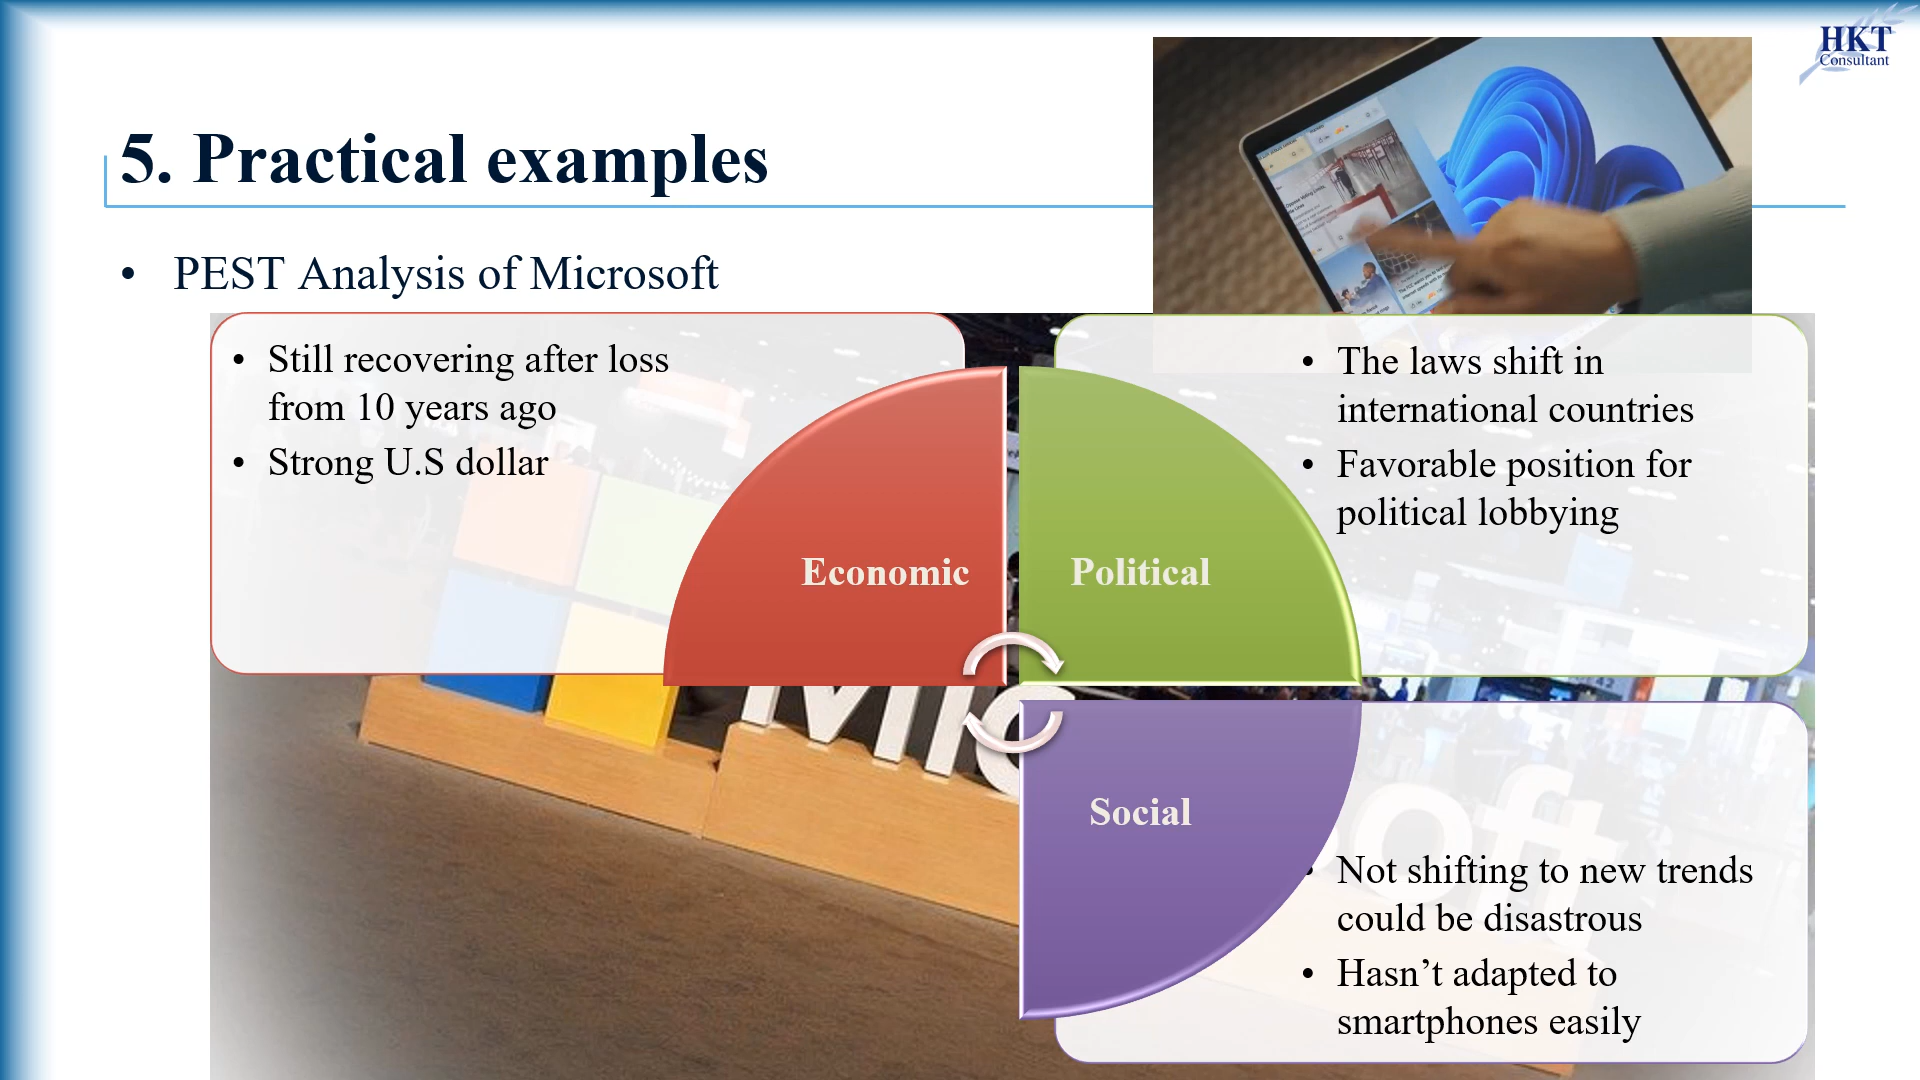 HKT
Consultant
5. Practical examples
• PEST Analysis of Microsoft
• Still recovering after loss
from 10 years ago
• Strong U.S dollar
• The laws shift in
international countries
• Favorable position for
political lobbying
Economic
Political
Social
• Not shifting to new trends
could be disastrous
• Hasn’t adapted to
smartphones easily